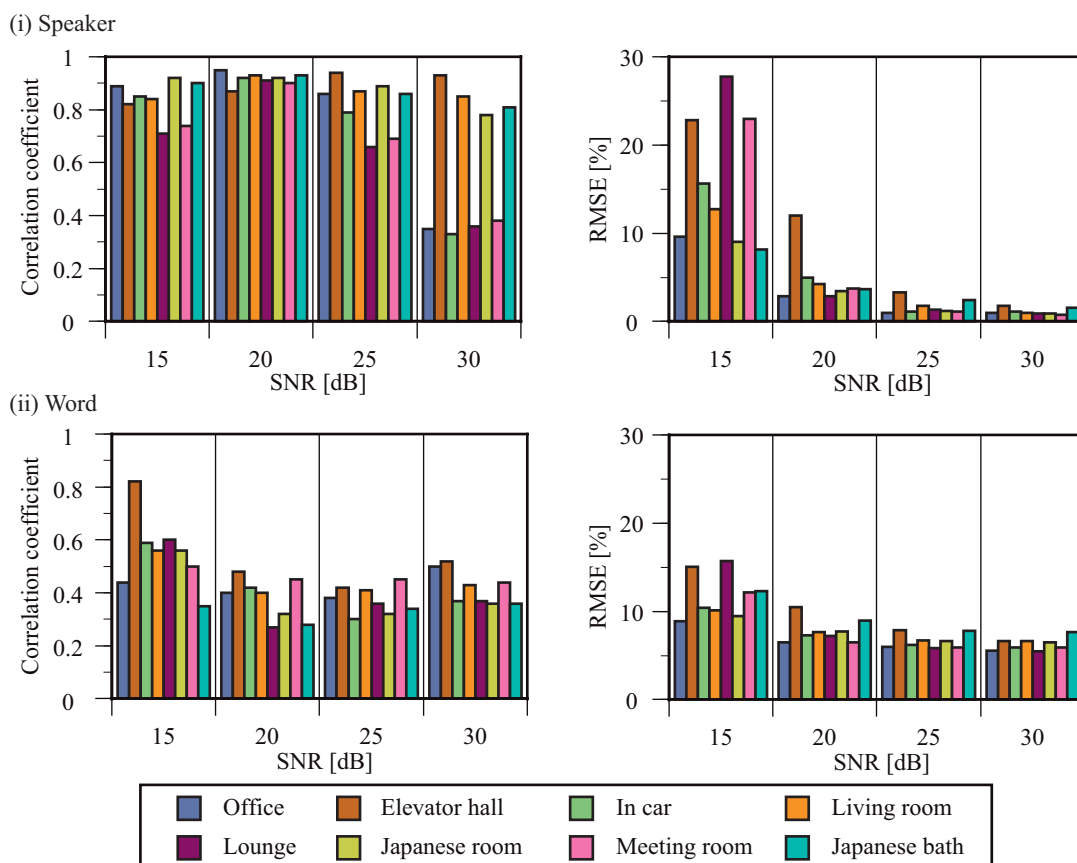 (i) Speaker
Correlation coefficient
1
0.8
0.6
0.4
0.2
0
15 20 25 30
SNR [dB]
RMSE [%]
30
20
10
0
15 20 25 30
SNR [dB]
(ii) Word
Correlation coefficient
1
0.8
0.6
0.4
0.2
0
15 20 25 30
SNR [dB]
RMSE [%]
30
20
10
0
15 20 25 30
SNR [dB]
Office Elevator hall In car Living room
Lounge Japanese room Meeting room Japanese bath